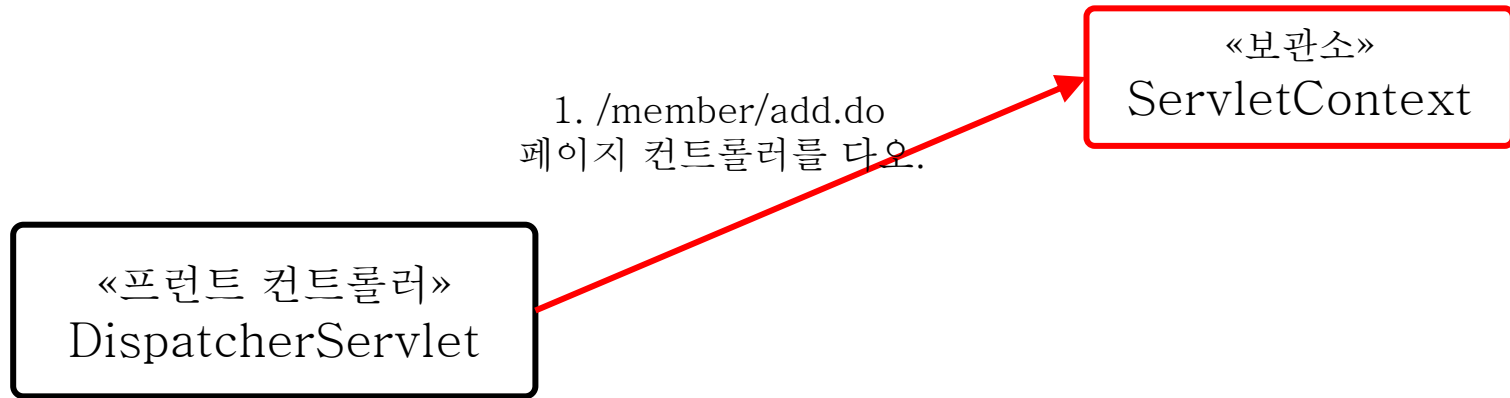 «보관소»
ServletContext
1. /member/add.do
페이지 컨트롤러를 다오.
«프런트 컨트롤러»
DispatcherServlet